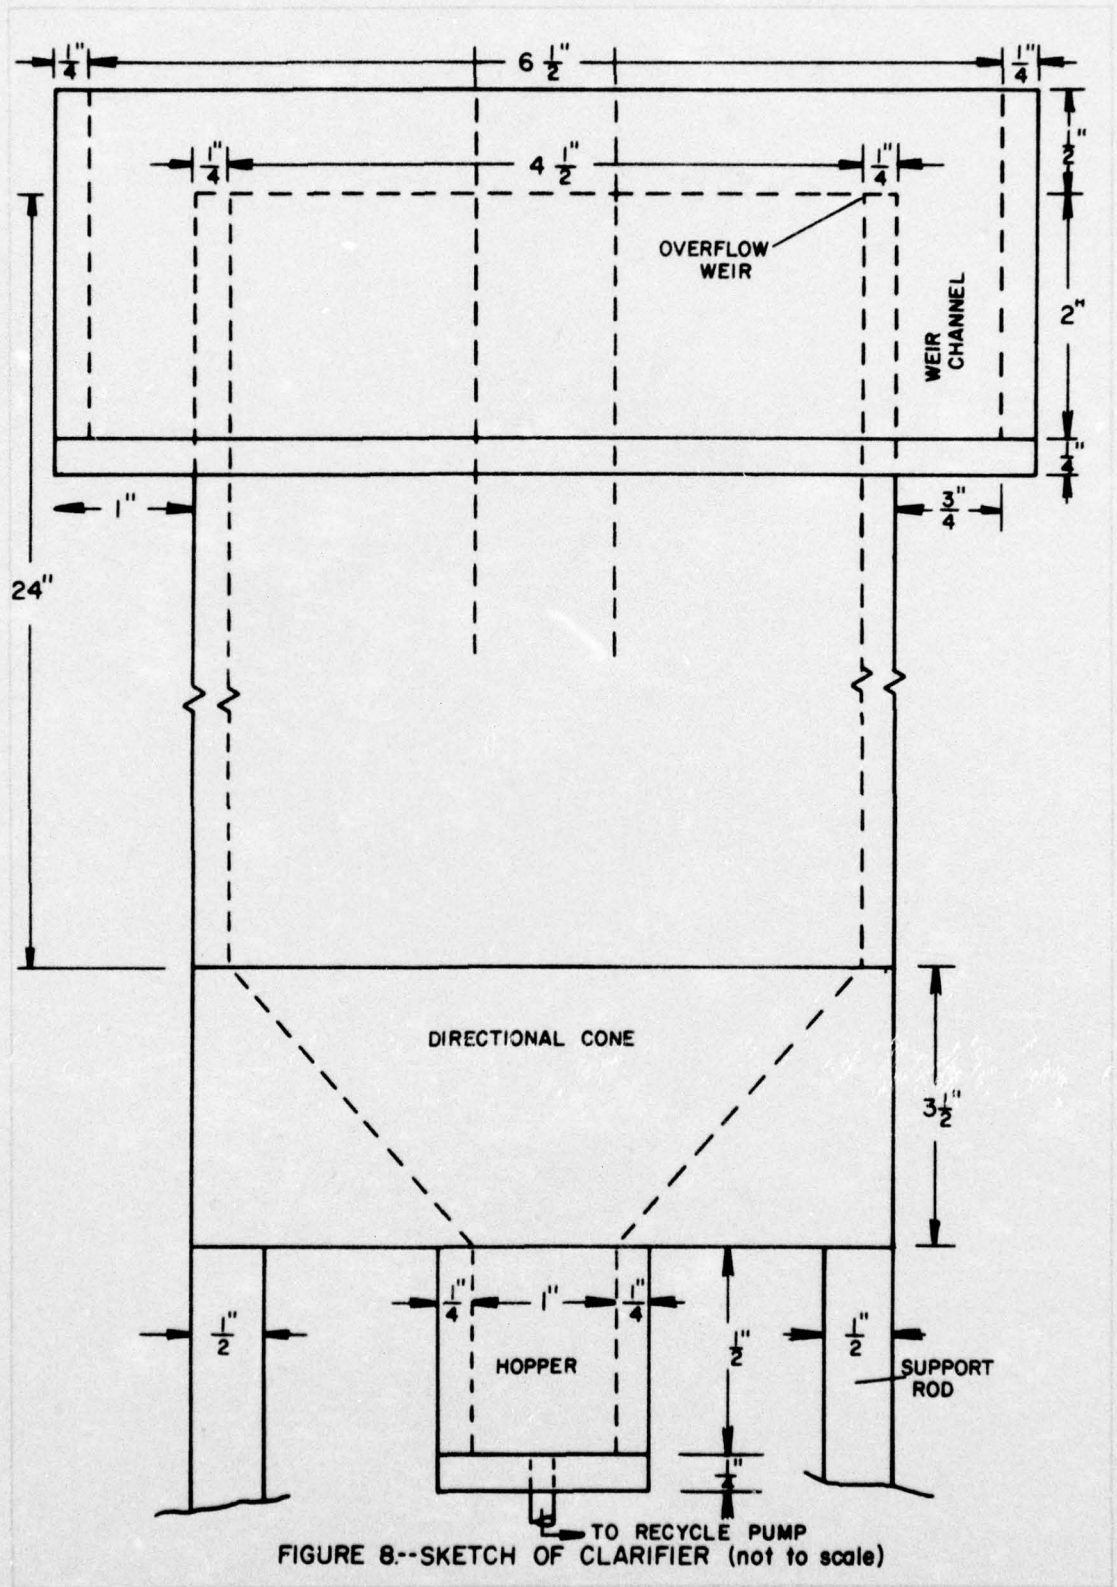 1/4" 6 1/2" 1/4"
1/4" 4 1/2" 1/4"
1/2"
OVERFLOW
WEIR
2"
WEIR
CHANNEL
1/4"
1" 3/4"
24"
DIRECTIONAL CONE
3 1/2"
1/4" 1" 1/4"
1/2" 1/2" 1/2"
HOPPER
SUPPORT
ROD
1/4"
TO RECYCLE PUMP
FIGURE 8.--SKETCH OF CLARIFIER (not to scale)